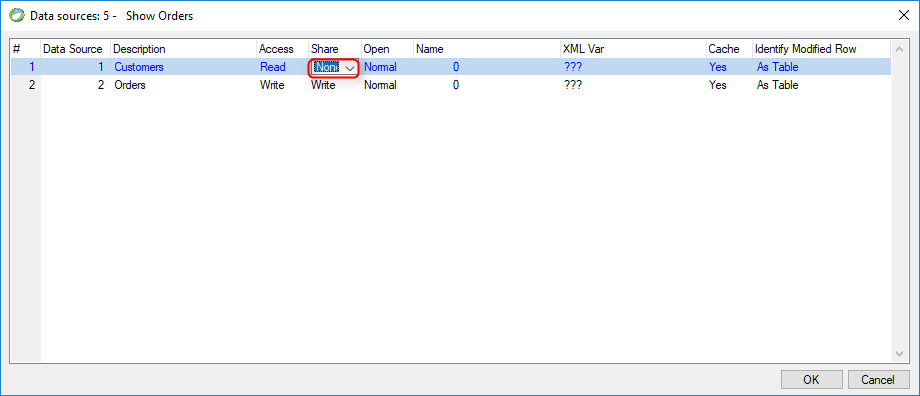 Data sources: 5 - Show Orders
# Data Source Description Access Share Open Name XML Var Cache Identify Modified Row
1 1 Customers Read Non Normal 0 ??? Yes As Table
2 2 Orders Write Write Normal 0 ??? Yes As Table
OK Cancel